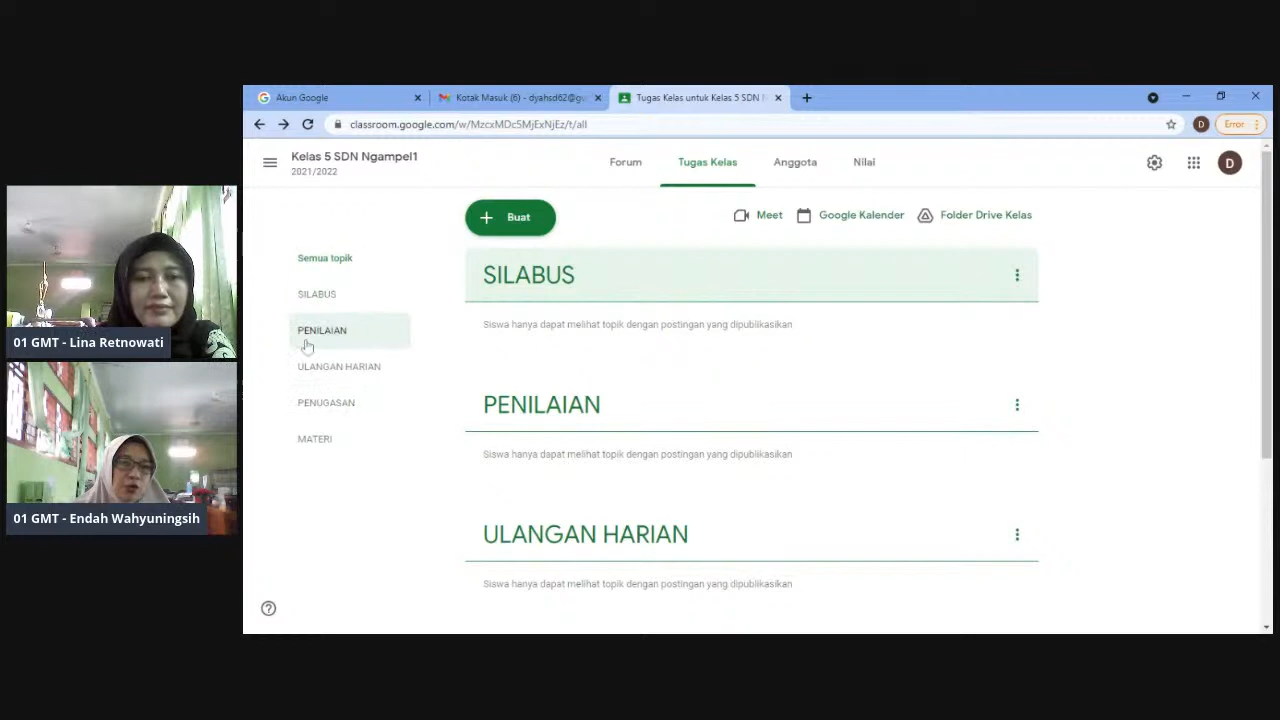 Akun Google
Kotak Masuk (6) - dyahsd62@gu
Tugas Kelas untuk Kelas 5 SDN N
classroom.google.com/w/MzcxMDc5MjExNjEz/t/all
D
Error
Kelas 5 SDN Ngampel1
2021/2022
Forum
Tugas Kelas
Anggota
Nilai
D
Buat
Meet
Google Kalender
Folder Drive Kelas
Semua topik
SILABUS
PENILAIAN
ULANGAN HARIAN
PENUGASAN
MATERI
SILABUS
Siswa hanya dapat melihat topik dengan postingan yang dipublikasikan
PENILAIAN
Siswa hanya dapat melihat topik dengan postingan yang dipublikasikan
ULANGAN HARIAN
Siswa hanya dapat melihat topik dengan postingan yang dipublikasikan
01 GMT - Lina Retnowati
01 GMT - Endah Wahyuningsih